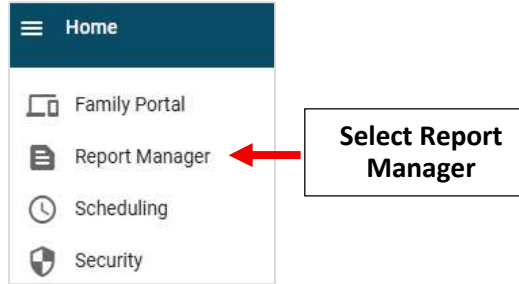 Home
Family Portal
Report Manager
Scheduling
Security
Select Report
Manager